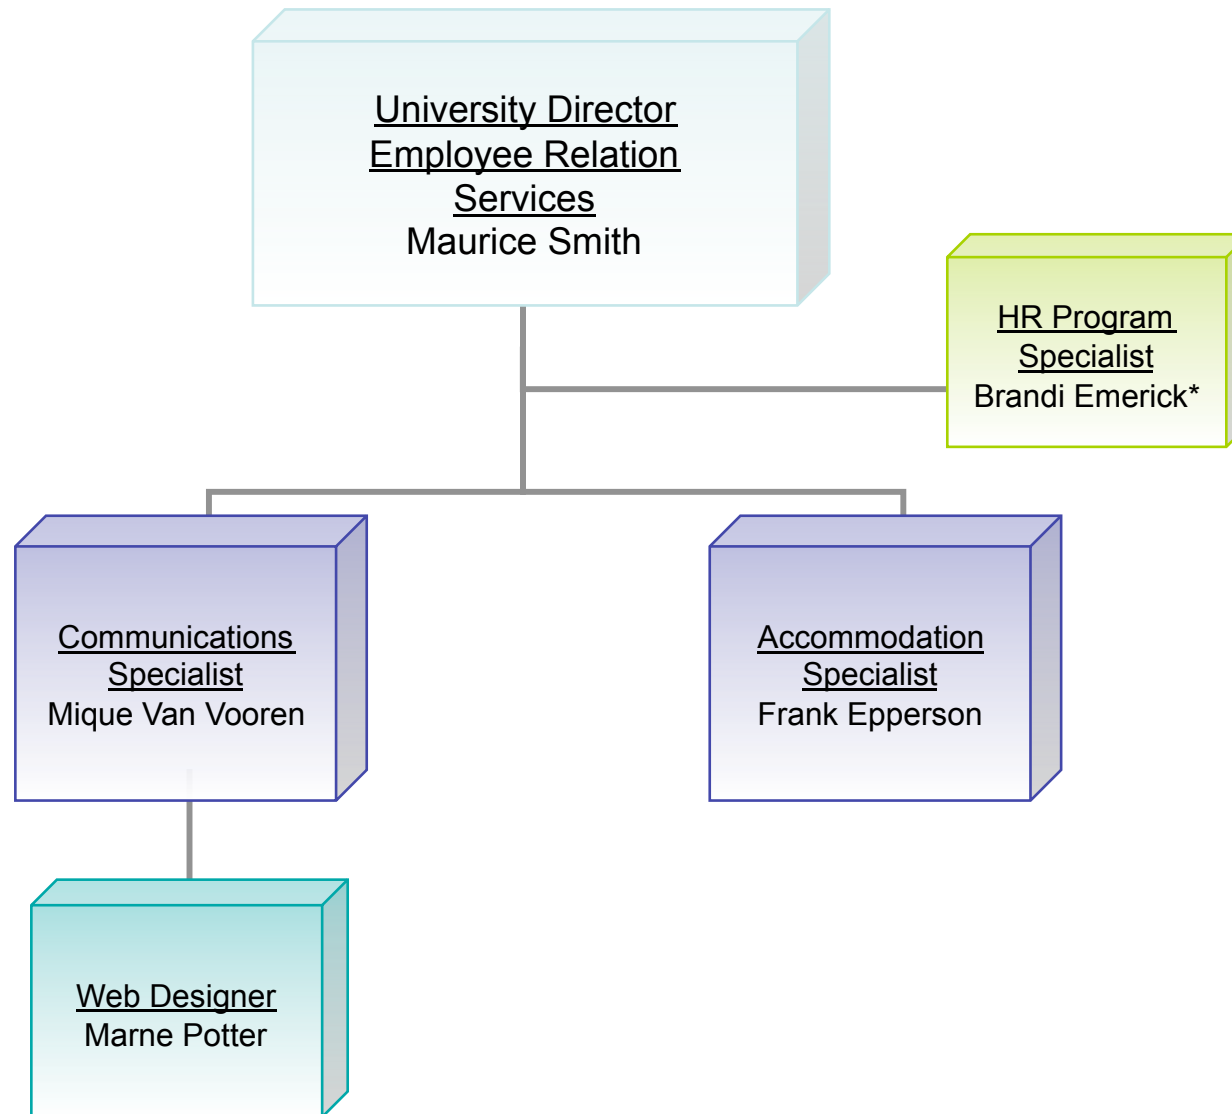 University Director
Employee Relation
Services
Maurice Smith
HR Program
Specialist
Brandi Emerick*
Communications
Specialist
Mique Van Vooren
Accommodation
Specialist
Frank Epperson
Web Designer
Marne Potter